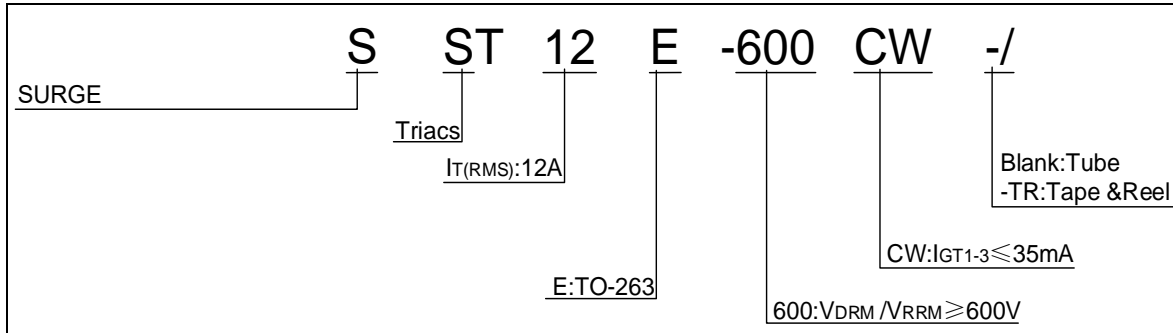 S ST 12 E -600 CW -/
SURGE
Triacs
IT(RMS):12A
Blank:Tube
-TR:Tape &Reel
CW:IGT1-3≤35mA
E:TO-263
600:VDRM /VRRM≥600V